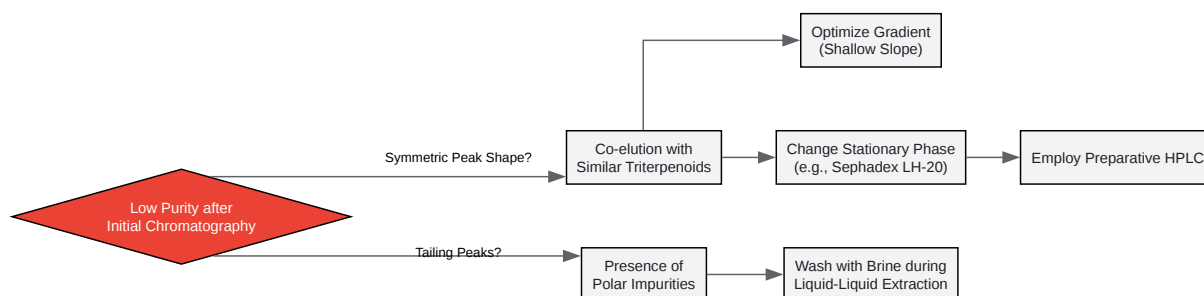 Optimize Gradient
(Shallow Slope)
Symmetric Peak Shape?
Co-elution with
Similar Triterpenoids
Change Stationary Phase
(e.g., Sephadex LH-20)
Employ Preparative HPLC
Low Purity after
Initial Chromatography
Tailing Peaks?
Presence of
Polar Impurities
Wash with Brine during
Liquid-Liquid Extraction